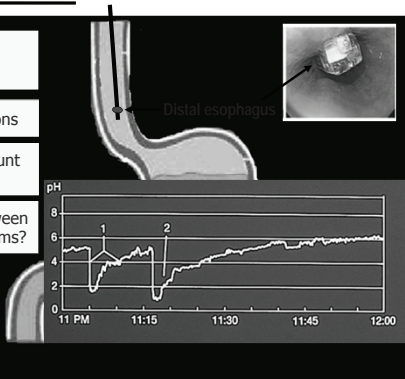 ons
unt
ween
ms?
Distal esophagus
pH
8
6
4
2
0
1
2
11 PM
11:15
11:30
11:45
12:00